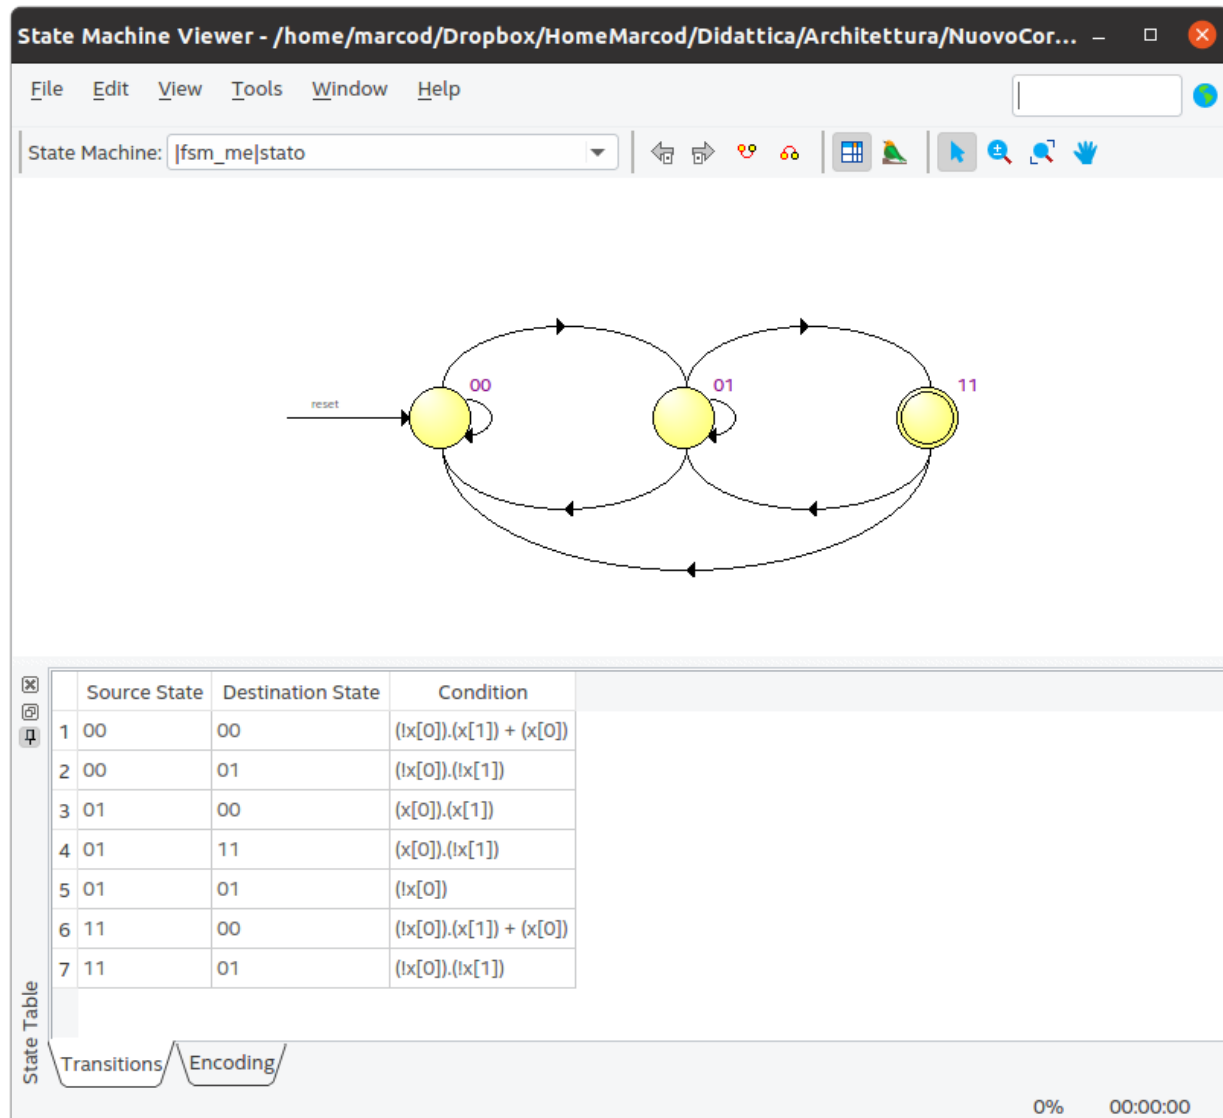 State Machine Viewer - /home/marcod/Dropbox/HomeMarcod/Didattica/Architettura/NuovoCor...
File Edit View Tools Window Help
State Machine: |fsm_me|stato
reset
00
01
11
Source State Destination State Condition
1 00 00 (!x[0]).(x[1]) + (x[0])
2 00 01 (!x[0]).(!x[1])
3 01 00 (x[0]).(x[1])
4 01 11 (x[0]).(!x[1])
5 01 01 (!x[0])
6 11 00 (!x[0]).(x[1]) + (x[0])
7 11 01 (!x[0]).(!x[1])
State Table
Transitions Encoding
0% 00:00:00